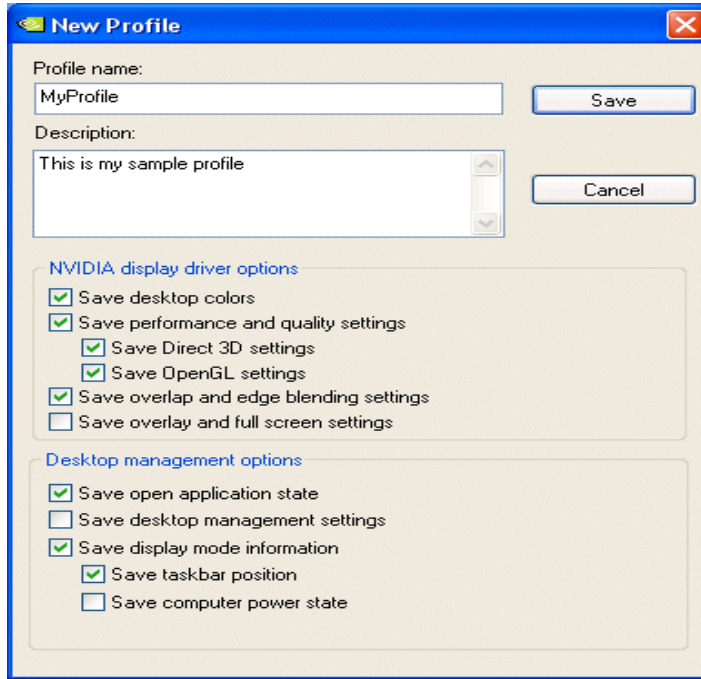 New Profile
Profile name:
MyProfile
Save
Description:
This is my sample profile
Cancel
NVIDIA display driver options
Save desktop colors
Save performance and quality settings
Save Direct 3D settings
Save OpenGL settings
Save overlap and edge blending settings
Save overlay and full screen settings
Desktop management options
Save open application state
Save desktop management settings
Save display mode information
Save taskbar position
Save computer power state